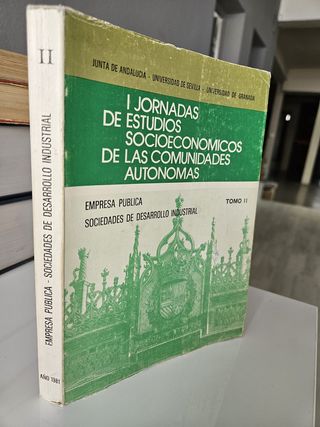 II
EMPRESA PUBLICA - SOCIEDADES DE DESARROLLO INDUSTRIAL
AÑO 1981
JUNTA DE ANDALUCIA - UNIVERSIDAD DE SEVILLA - UNIVERSIDAD DE GRANADA
I JORNADAS
DE ESTUDIOS
SOCIOECONOMICOS
DE LAS COMUNIDADES
AUTONOMAS
EMPRESA PUBLICA TOMO II
SOCIEDADES DE DESARROLLO INDUSTRIAL